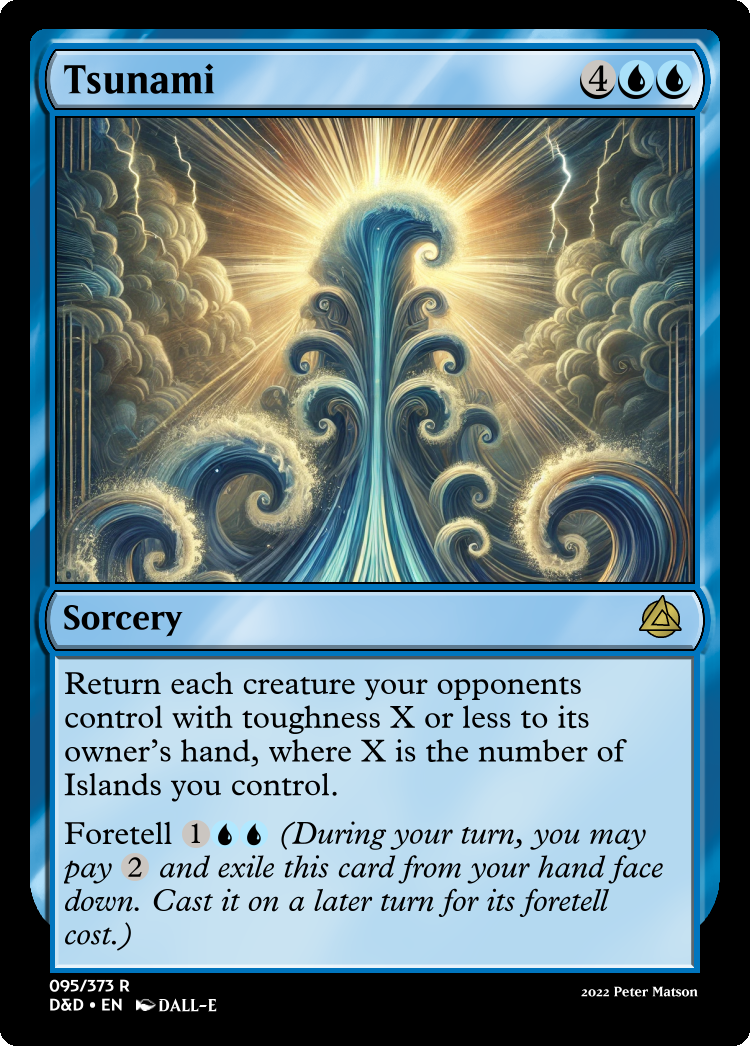 Tsunami 4
Sorcery
Return each creature your opponents
control with toughness X or less to its
owner's hand, where X is the number of
Islands you control.
Foretell 1 (During your turn, you may
pay 2 and exile this card from your hand face
down. Cast it on a later turn for its foretell
cost.)
095/373 R
D&D • EN DALL-E
2022 Peter Matson